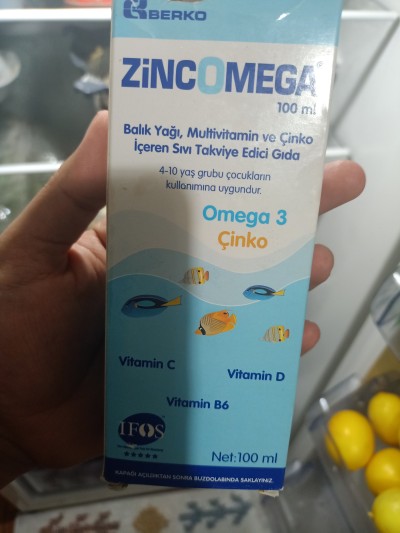 BERKO
ZiNCOMEGA
100 ml
Balık Yağı, Multivitamin ve Çinko
İçeren Sıvı Takviye Edici Gıda
4-10 yaş grubu çocukların
kullanımına uygundur.
Omega 3
Çinko
Vitamin C
Vitamin D
Vitamin B6
IFOS
★★★★★
Net:100 ml
KAPAĞI AÇILDIKTAN SONRA BUZDOLABINDA SAKLAYINIZ.